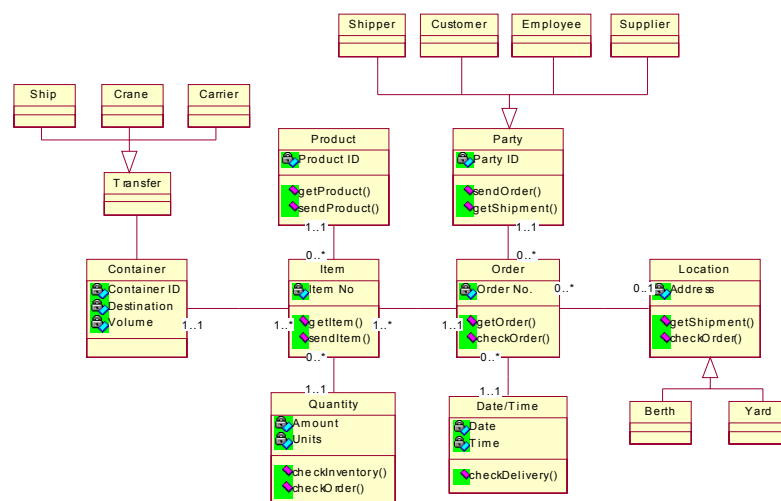 Shipper
Customer
Employee
Supplier
Ship
Crane
Carrier
Product
Product ID
getProduct()
sendProduct()
Party
Party ID
sendOrder()
getShipment()
Transfer
1..1
1..1
0..*
0..*
Container
Container ID
Destination
Volume
1..1
Item
Item No
getItem()
sendItem()
1..*
1..*
0..*
Order
Order No.
getOrder()
checkOrder()
1..1
0..*
0..*
Location
Address
getShipment()
checkOrder()
0..1
1..1
1..1
Quantity
Amount
Units
checkInventory()
checkOrder()
Date/Time
Date
Time
checkDelivery()
Berth
Yard